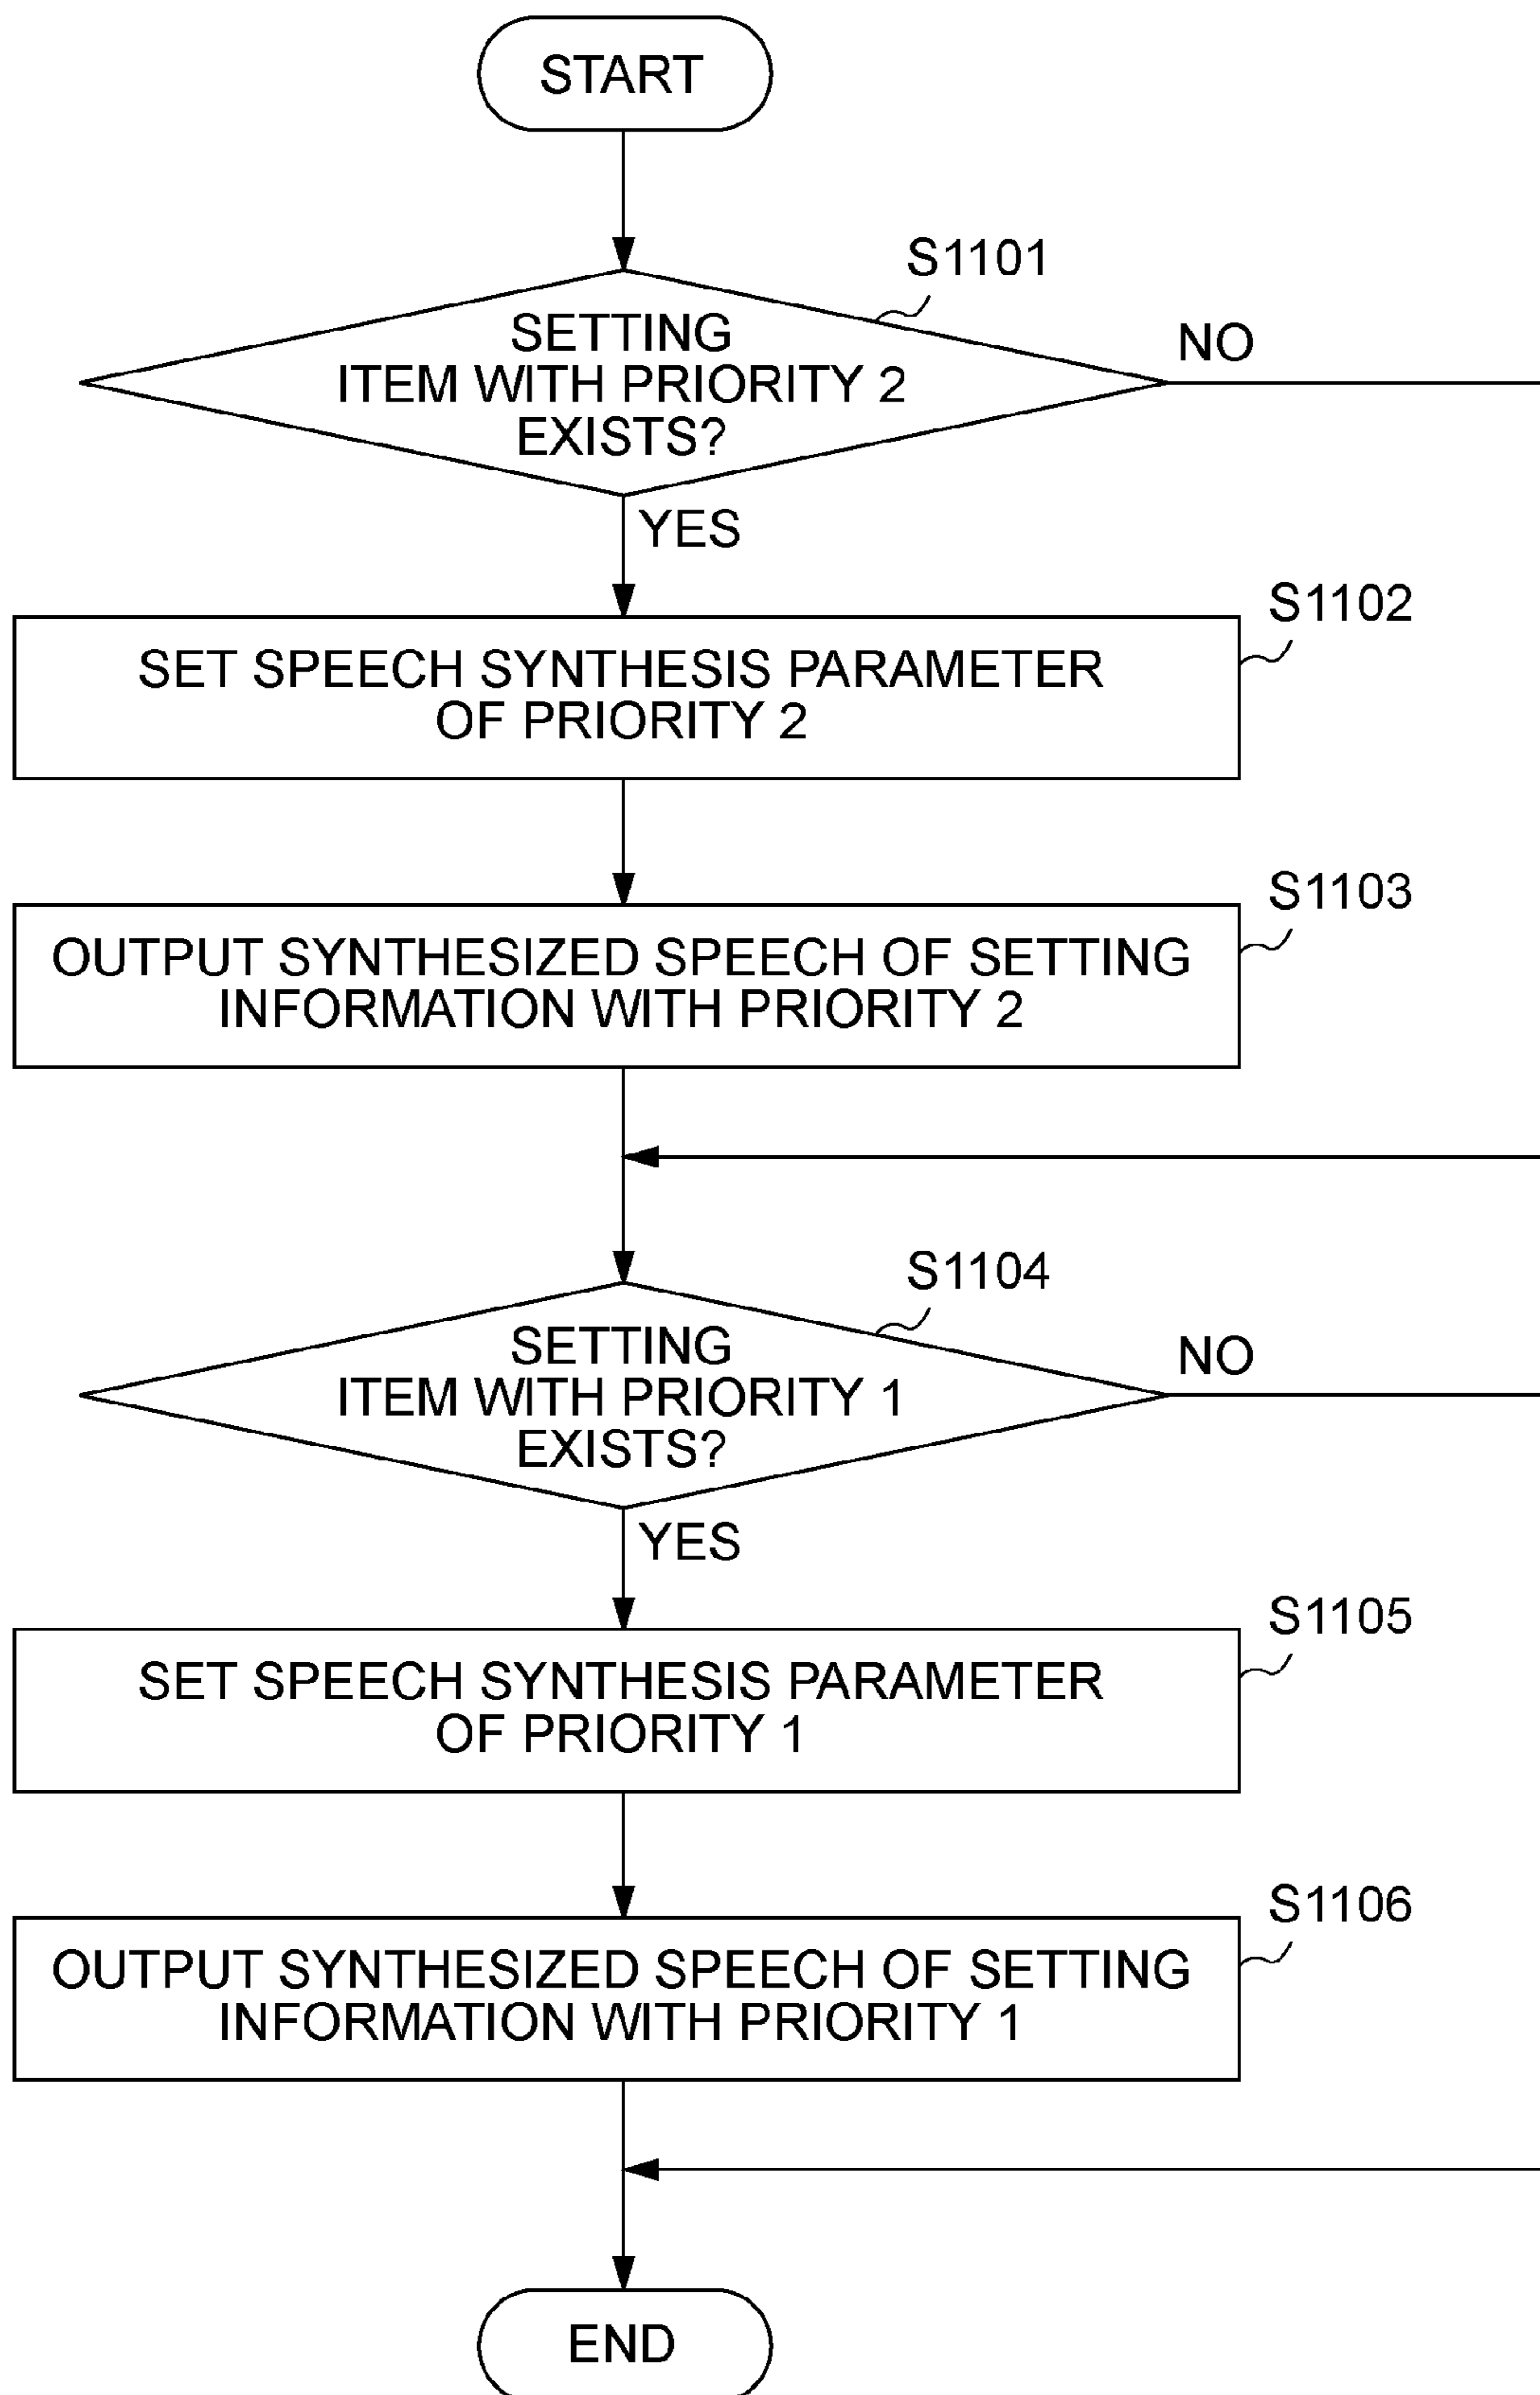 START
S1101
SETTING
ITEM WITH PRIORITY 2
EXISTS?
NO
YES
S1102
SET SPEECH SYNTHESIS PARAMETER
OF PRIORITY 2
S1103
OUTPUT SYNTHESIZED SPEECH OF SETTING
INFORMATION WITH PRIORITY 2
S1104
SETTING
ITEM WITH PRIORITY 1
EXISTS?
NO
YES
S1105
SET SPEECH SYNTHESIS PARAMETER
OF PRIORITY 1
S1106
OUTPUT SYNTHESIZED SPEECH OF SETTING
INFORMATION WITH PRIORITY 1
END